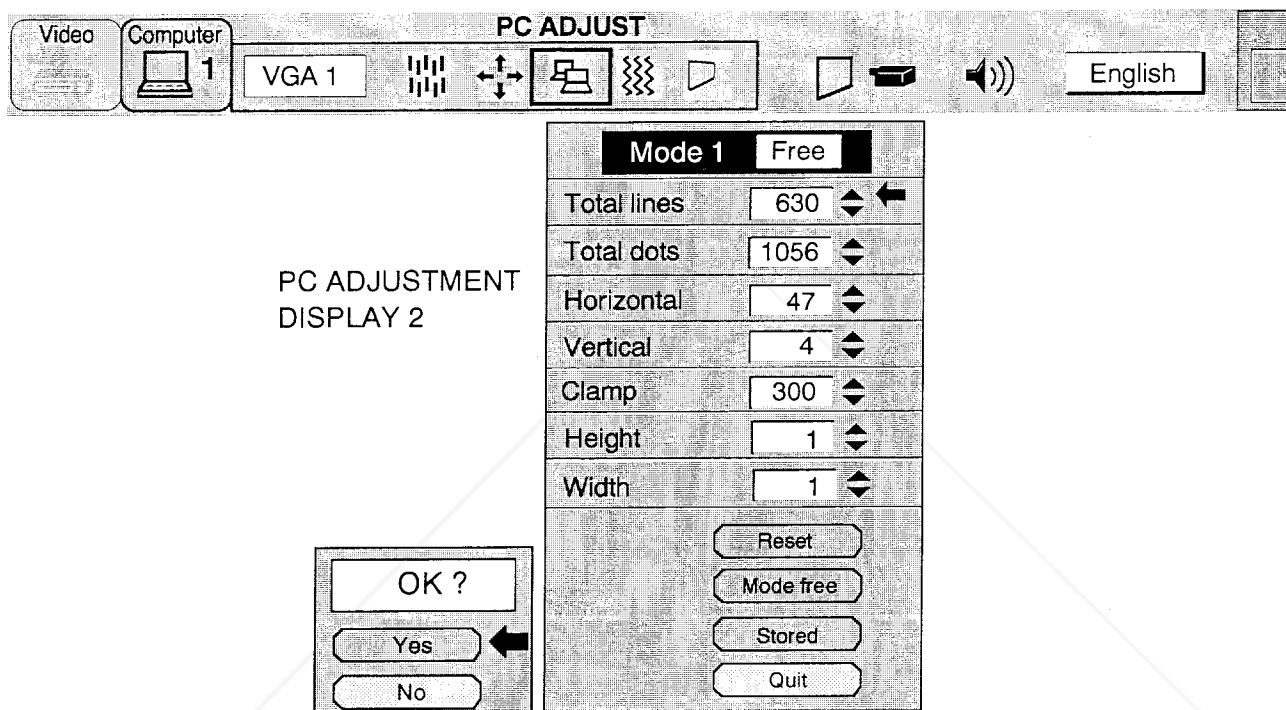 PC ADJUST
Video
Computer
1
VGA 1
English
Mode 1 Free
Total lines 630
Total dots 1056
Horizontal 47
Vertical 4
Clamp 300
Height 1
Width 1
Reset
Mode free
Stored
Quit
PC ADJUSTMENT
DISPLAY 2
OK ?
Yes
No